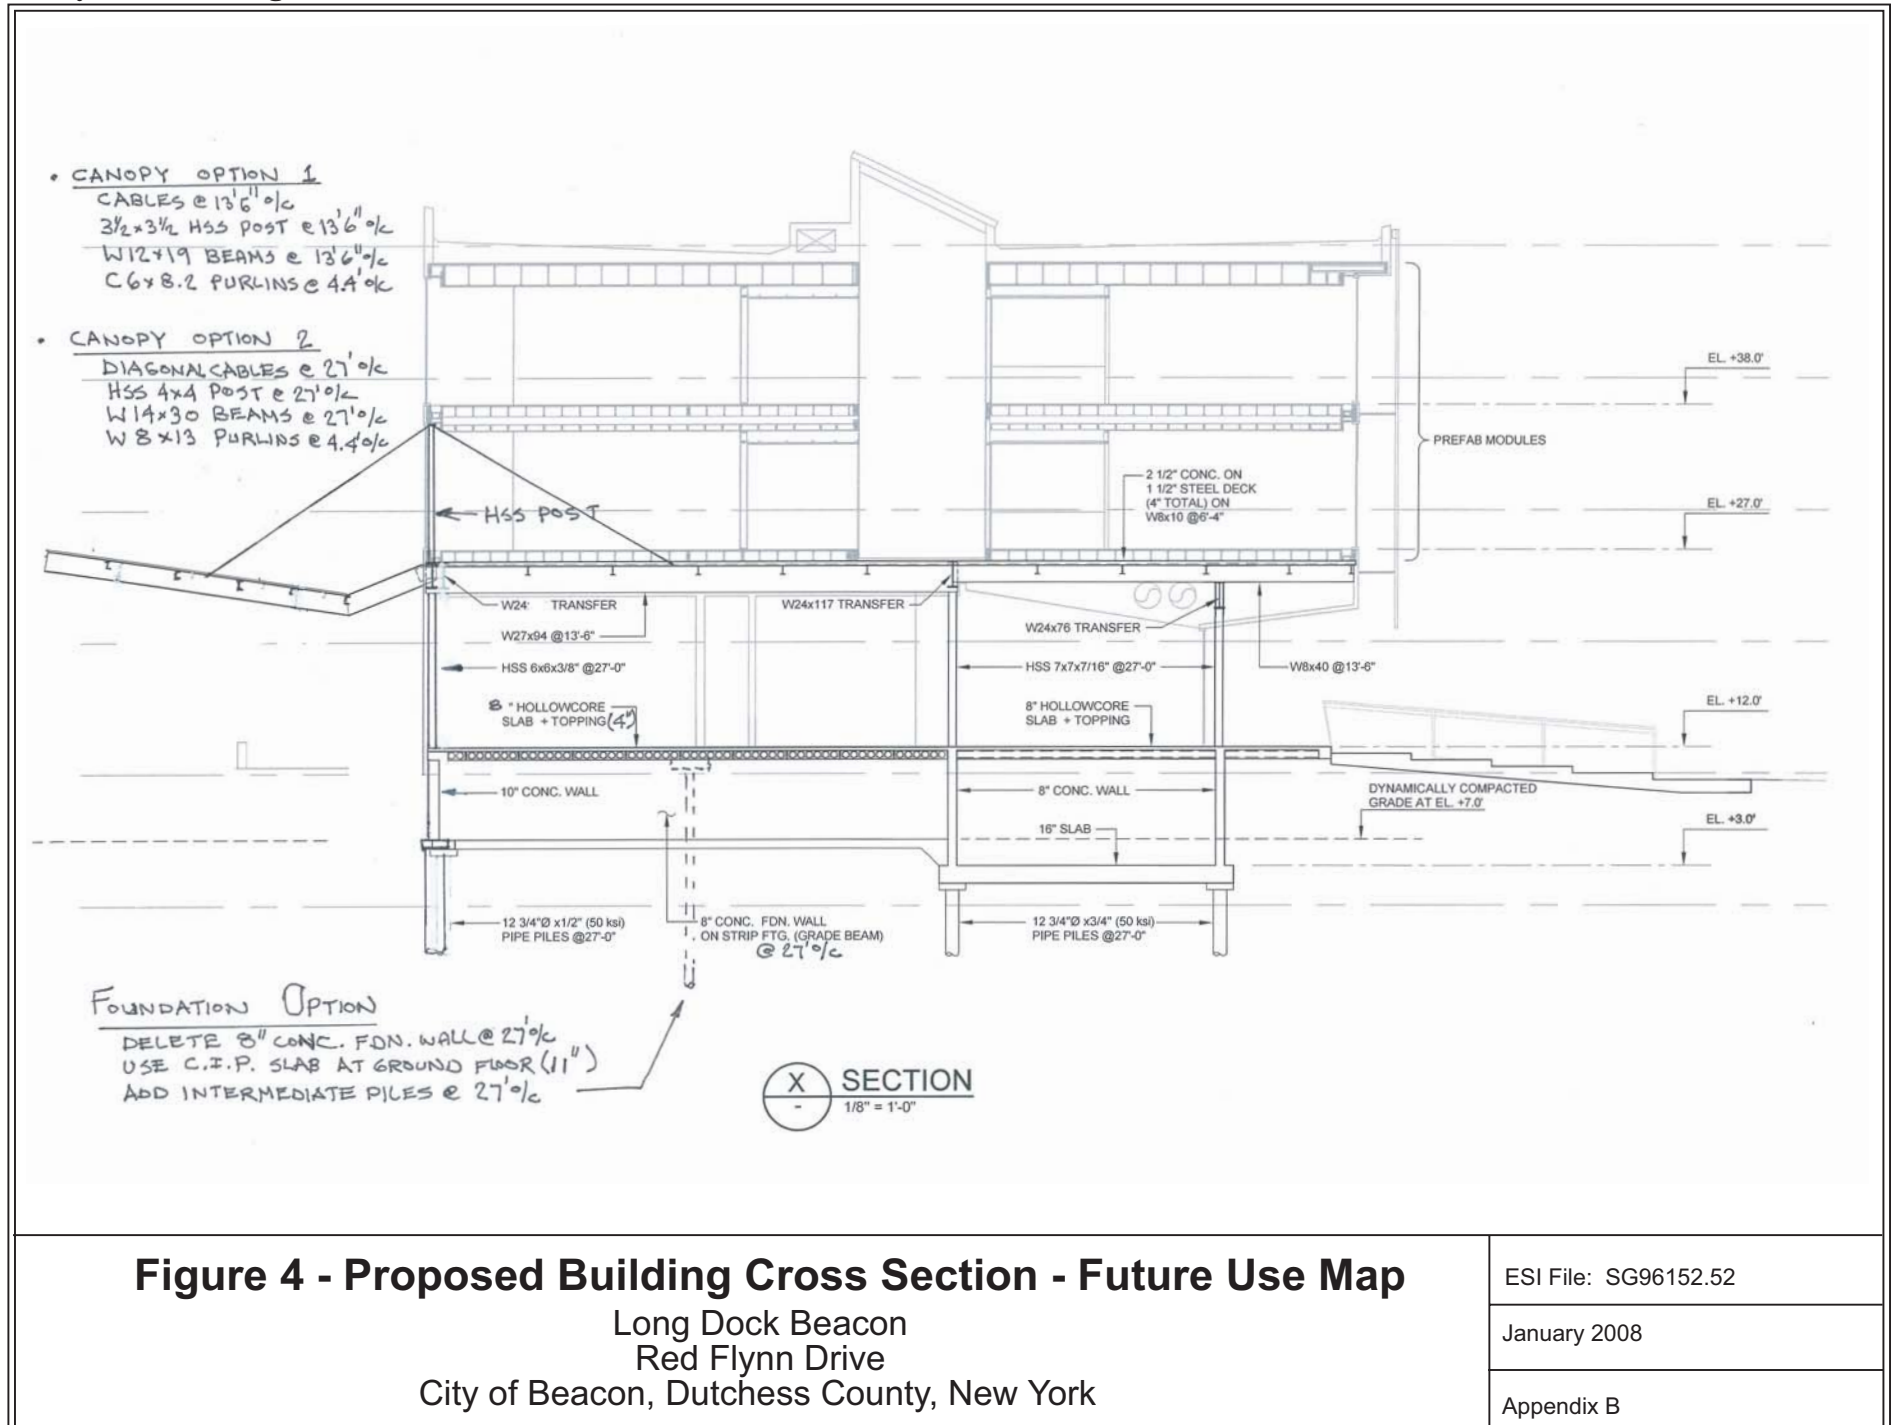 • CANOPY OPTION 1
CABLES @ 13'6" o/c
3½x3½ HSS POST @ 13'6" o/c
W12x19 BEAMS @ 13'6" o/c
C6x8.2 PURLINS @ 4.4' o/c
• CANOPY OPTION 2
DIAGONAL CABLES @ 27' o/c
HSS 4x4 POST @ 27' o/c
W14x30 BEAMS @ 27' o/c
W8x13 PURLINS @ 4.4' o/c
HSS POST
EL. +38.0'
PREFAB MODULES
2 1/2" CONC. ON
1 1/2" STEEL DECK
(4" TOTAL) ON
W8x10 @6'-4"
EL. +27.0'
W24 TRANSFER
W24x117 TRANSFER
W27x94 @13'-6"
W24x76 TRANSFER
HSS 6x6x3/8" @27'-0"
HSS 7x7x7/16" @27'-0"
W8x40 @13'-6"
8 " HOLLOWCORE
SLAB + TOPPING (4")
8" HOLLOWCORE
SLAB + TOPPING
EL. +12.0'
10" CONC. WALL
8" CONC. WALL
DYNAMICALLY COMPACTED
GRADE AT EL. +7.0'
16" SLAB
EL. +3.0'
12 3/4"Ø x1/2" (50 ksi)
PIPE PILES @27'-0"
8" CONC. FDN. WALL
ON STRIP FTG. (GRADE BEAM)
@ 27' o/c
12 3/4"Ø x3/4" (50 ksi)
PIPE PILES @27'-0"
FOUNDATION OPTION
DELETE 8" CONC. FDN. WALL @ 27' o/c
USE C.I.P. SLAB AT GROUND FLOOR (11")
ADD INTERMEDIATE PILES @ 27' o/c
X
-
SECTION
1/8" = 1'-0"
Figure 4 - Proposed Building Cross Section - Future Use Map
Long Dock Beacon
Red Flynn Drive
City of Beacon, Dutchess County, New York
ESI File: SG96152.52
January 2008
Appendix B